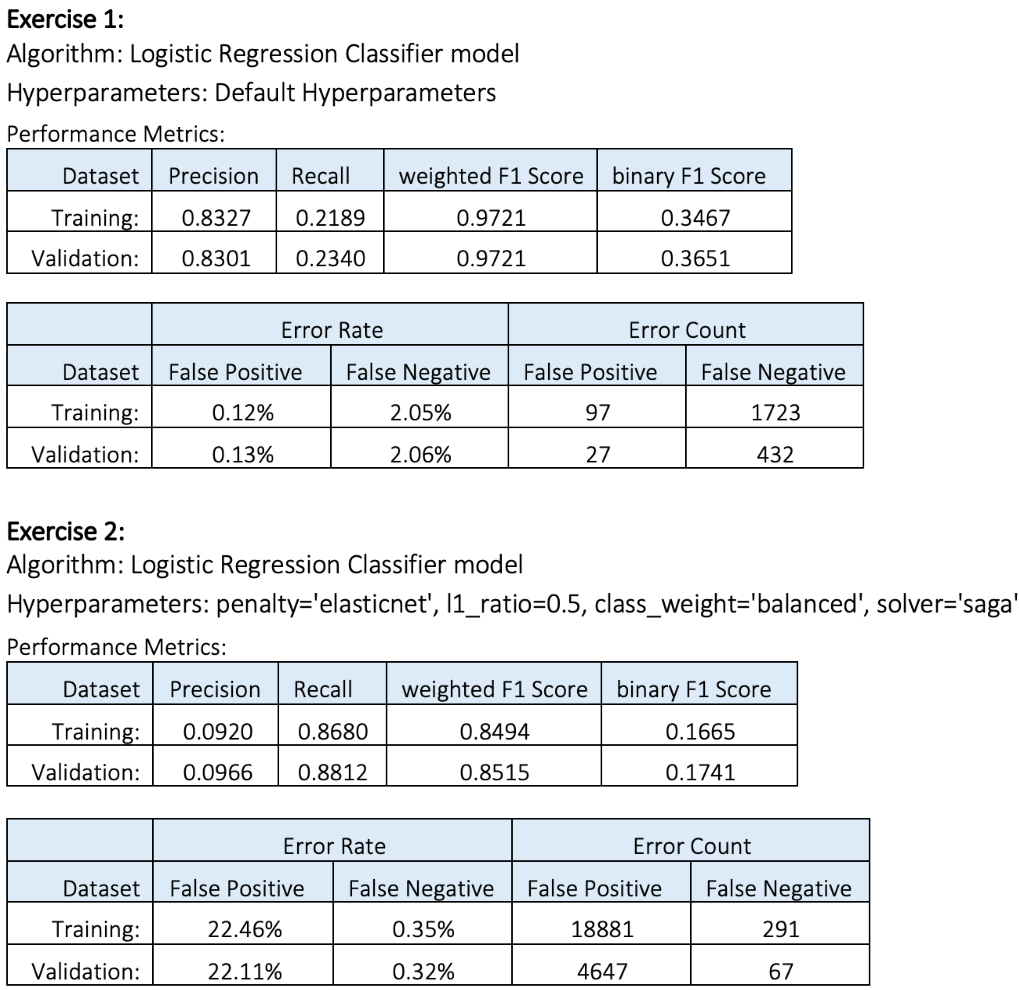 Exercise 1:
Algorithm: Logistic Regression Classifier model
Hyperparameters: Default Hyperparameters
Performance Metrics:
Dataset Precision Recall weighted F1 Score binary F1 Score
Training: 0.8327 0.2189 0.9721 0.3467
Validation: 0.8301 0.2340 0.9721 0.3651
Error Rate Error Count
Dataset False Positive False Negative False Positive False Negative
Training: 0.12% 2.05% 97 1723
Validation: 0.13% 2.06% 27 432
Exercise 2:
Algorithm: Logistic Regression Classifier model
Hyperparameters: penalty='elasticnet', l1_ratio=0.5, class_weight='balanced', solver='saga'
Performance Metrics:
Dataset Precision Recall weighted F1 Score binary F1 Score
Training: 0.0920 0.8680 0.8494 0.1665
Validation: 0.0966 0.8812 0.8515 0.1741
Error Rate Error Count
Dataset False Positive False Negative False Positive False Negative
Training: 22.46% 0.35% 18881 291
Validation: 22.11% 0.32% 4647 67